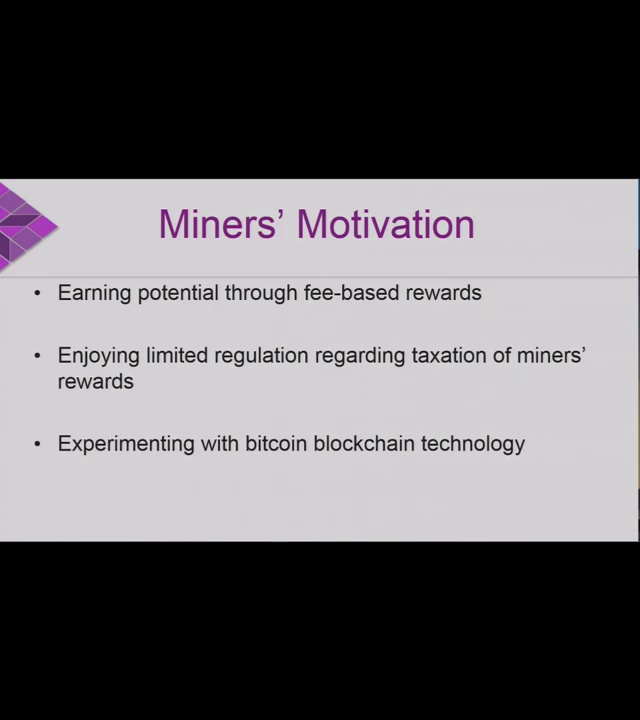 Miners’ Motivation
• Earning potential through fee-based rewards
• Enjoying limited regulation regarding taxation of miners’
rewards
• Experimenting with bitcoin blockchain technology